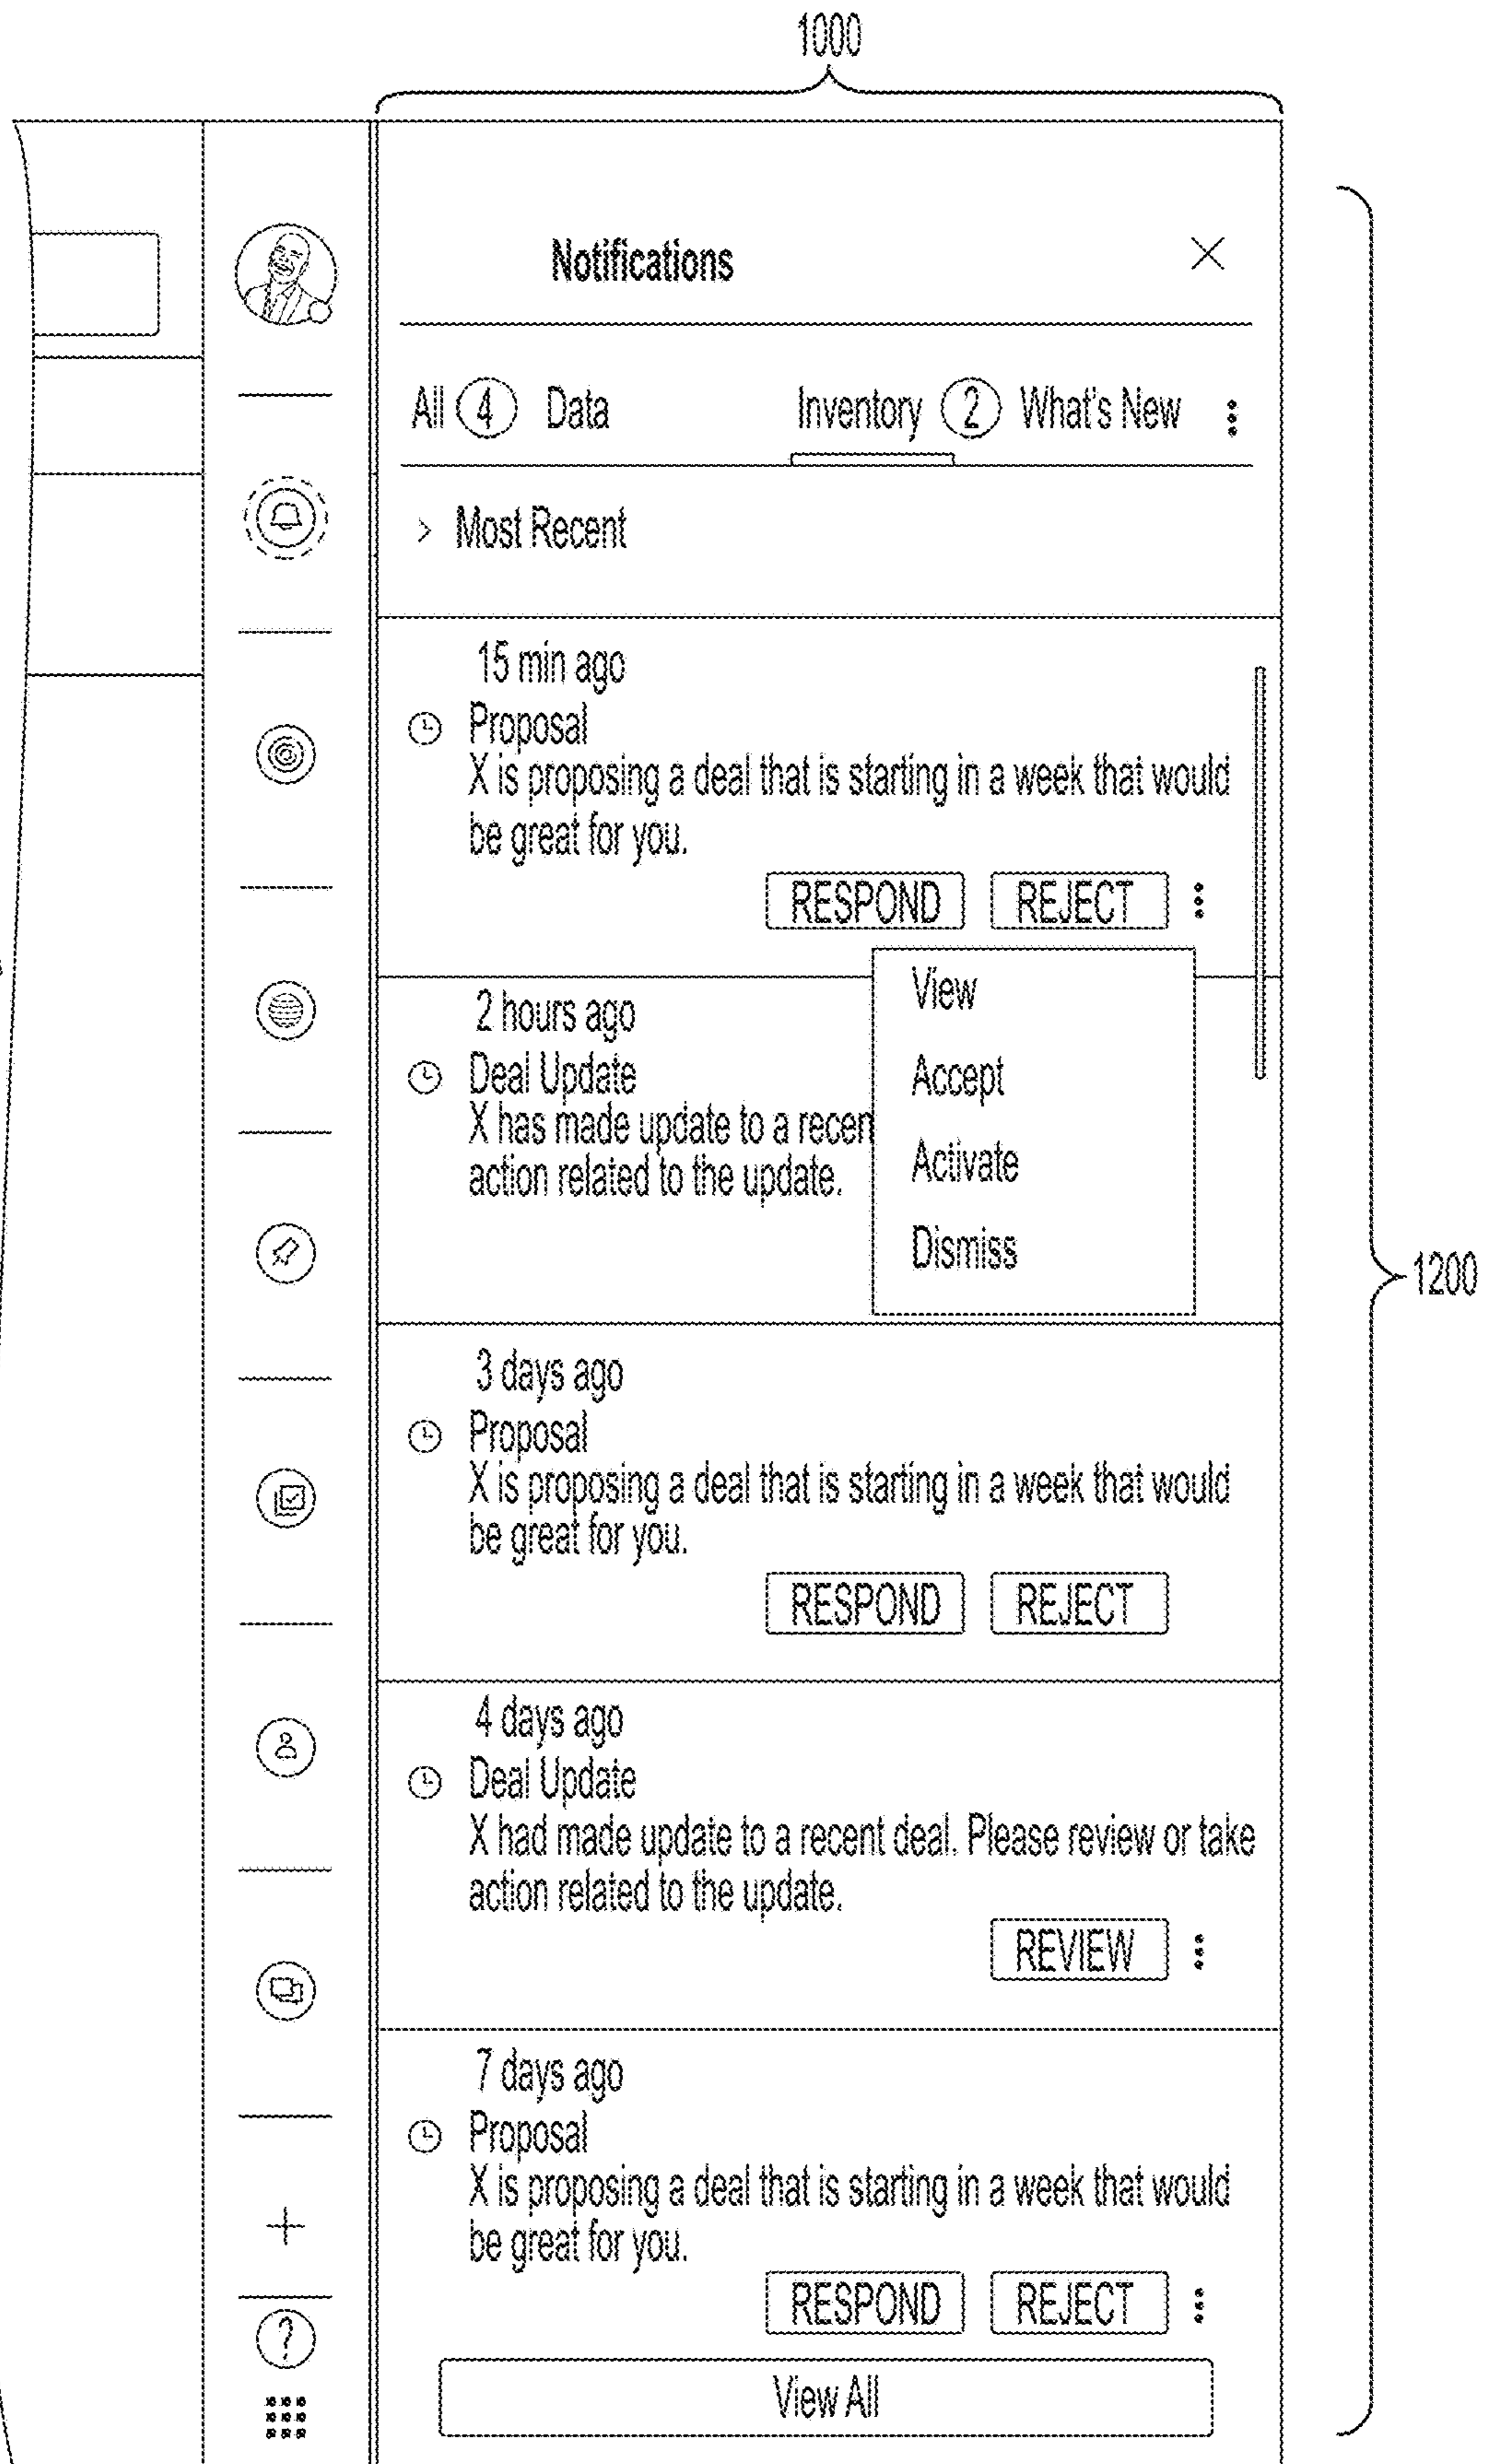 1000
Notifications
All 4 Data Inventory 2 What's New
> Most Recent
15 min ago
Proposal
X is proposing a deal that is starting in a week that would
be great for you.
RESPOND REJECT
View
Accept
Activate
Dismiss
2 hours ago
Deal Update
X has made update to a recen
action related to the update.
1200
3 days ago
Proposal
X is proposing a deal that is starting in a week that would
be great for you.
RESPOND REJECT
4 days ago
Deal Update
X had made update to a recent deal. Please review or take
action related to the update.
REVIEW
7 days ago
Proposal
X is proposing a deal that is starting in a week that would
be great for you.
RESPOND REJECT
?
View All